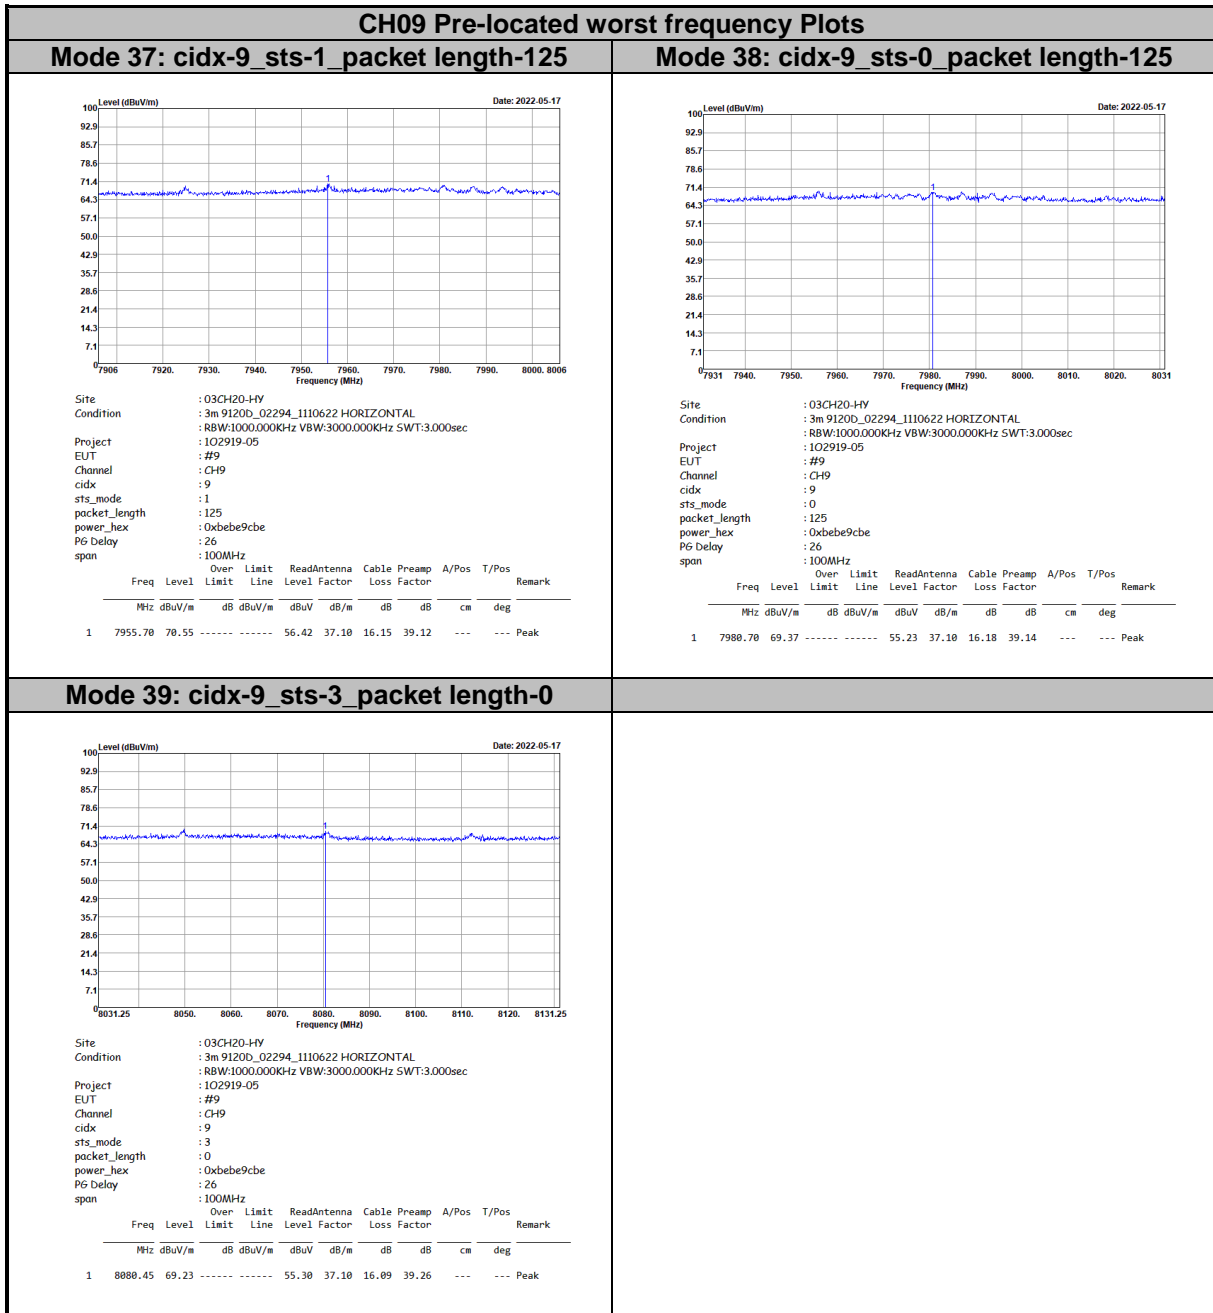 CH09 Pre-located worst frequency Plots
Mode 37: cidx-9_sts-1_packet length-125
Level (dBuV/m)
Date: 2022-05-17
100
92.9
85.7
78.6
71.4
64.3
57.1
50.0
42.9
35.7
28.6
21.4
14.3
7.1
0
1
7906 7920. 7930. 7940. 7950. 7960. 7970. 7980. 7990. 8000. 8006
Frequency (MHz)
Site : 03CH20-HY
Condition : 3m 9120D_02294_1110622 HORIZONTAL
: RBW:1000.000KHz VBW:3000.000KHz SWT:3.000sec
Project : 102919-05
EUT : #9
Channel : CH9
cidx : 9
sts_mode : 1
packet_length : 125
power_hex : 0xbebe9cbe
PG Delay : 26
span : 100MHz
Over Limit ReadAntenna Cable Preamp A/Pos T/Pos
Freq Level Limit Line Level Factor Loss Factor Remark
MHz dBuV/m dB dBuV/m dBuV dB/m dB dB cm deg
1 7955.70 70.55 ------ ------ 56.42 37.10 16.15 39.12 --- --- Peak
Mode 38: cidx-9_sts-0_packet length-125
Level (dBuV/m)
Date: 2022-05-17
100
92.9
85.7
78.6
71.4
64.3
57.1
50.0
42.9
35.7
28.6
21.4
14.3
7.1
0
1
7931 7940. 7950. 7960. 7970. 7980. 7990. 8000. 8010. 8020. 8031
Frequency (MHz)
Site : 03CH20-HY
Condition : 3m 9120D_02294_1110622 HORIZONTAL
: RBW:1000.000KHz VBW:3000.000KHz SWT:3.000sec
Project : 102919-05
EUT : #9
Channel : CH9
cidx : 9
sts_mode : 0
packet_length : 125
power_hex : 0xbebe9cbe
PG Delay : 26
span : 100MHz
Over Limit ReadAntenna Cable Preamp A/Pos T/Pos
Freq Level Limit Line Level Factor Loss Factor Remark
MHz dBuV/m dB dBuV/m dBuV dB/m dB dB cm deg
1 7980.70 69.37 ------ ------ 55.23 37.10 16.18 39.14 --- --- Peak
Mode 39: cidx-9_sts-3_packet length-0
Level (dBuV/m)
Date: 2022-05-17
100
92.9
85.7
78.6
71.4
64.3
57.1
50.0
42.9
35.7
28.6
21.4
14.3
7.1
0
1
8031.25 8050. 8060. 8070. 8080. 8090. 8100. 8110. 8120. 8131.25
Frequency (MHz)
Site : 03CH20-HY
Condition : 3m 9120D_02294_1110622 HORIZONTAL
: RBW:1000.000KHz VBW:3000.000KHz SWT:3.000sec
Project : 102919-05
EUT : #9
Channel : CH9
cidx : 9
sts_mode : 3
packet_length : 0
power_hex : 0xbebe9cbe
PG Delay : 26
span : 100MHz
Over Limit ReadAntenna Cable Preamp A/Pos T/Pos
Freq Level Limit Line Level Factor Loss Factor Remark
MHz dBuV/m dB dBuV/m dBuV dB/m dB dB cm deg
1 8080.45 69.23 ------ ------ 55.30 37.10 16.09 39.26 --- --- Peak